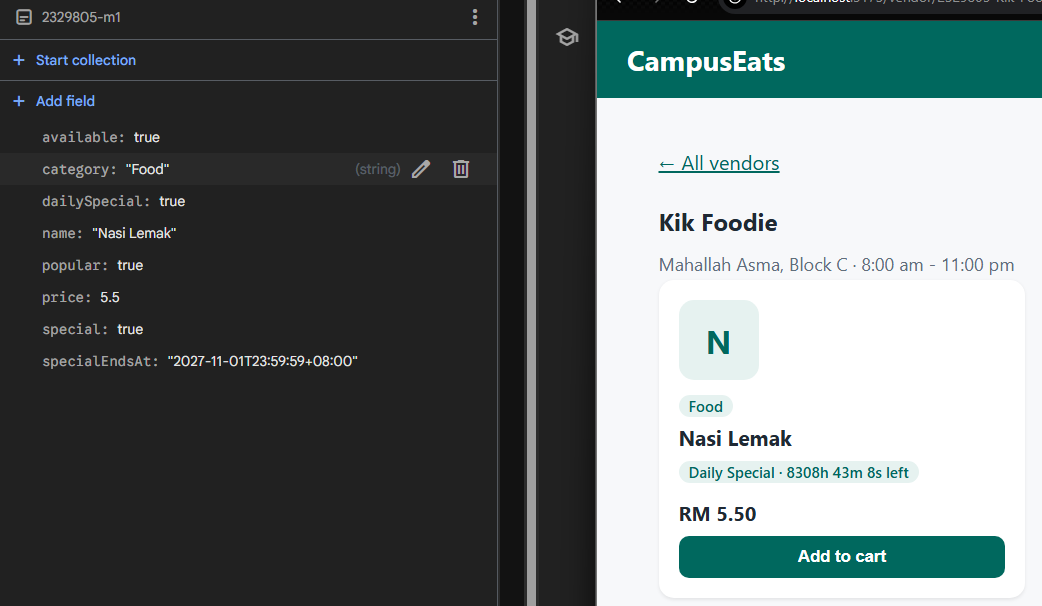 2329805-m1
+ Start collection
+ Add field
available: true
category: "Food" (string)
dailySpecial: true
name: "Nasi Lemak"
popular: true
price: 5.5
special: true
specialEndsAt: "2027-11-01T23:59:59+08:00"
CampusEats
← All vendors
Kik Foodie
Mahallah Asma, Block C · 8:00 am - 11:00 pm
N
Food
Nasi Lemak
Daily Special · 8308h 43m 8s left
RM 5.50
Add to cart